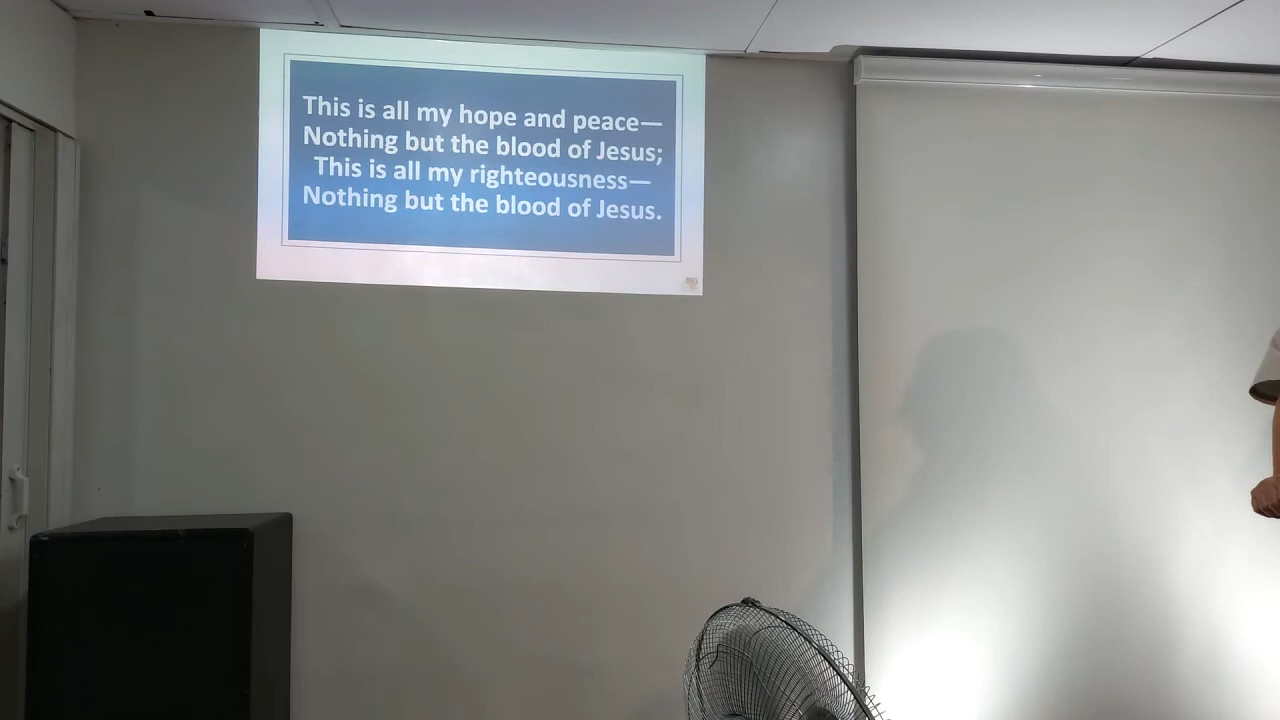 This is all my hope and peace—
Nothing but the blood of Jesus;
This is all my righteousness—
Nothing but the blood of Jesus.